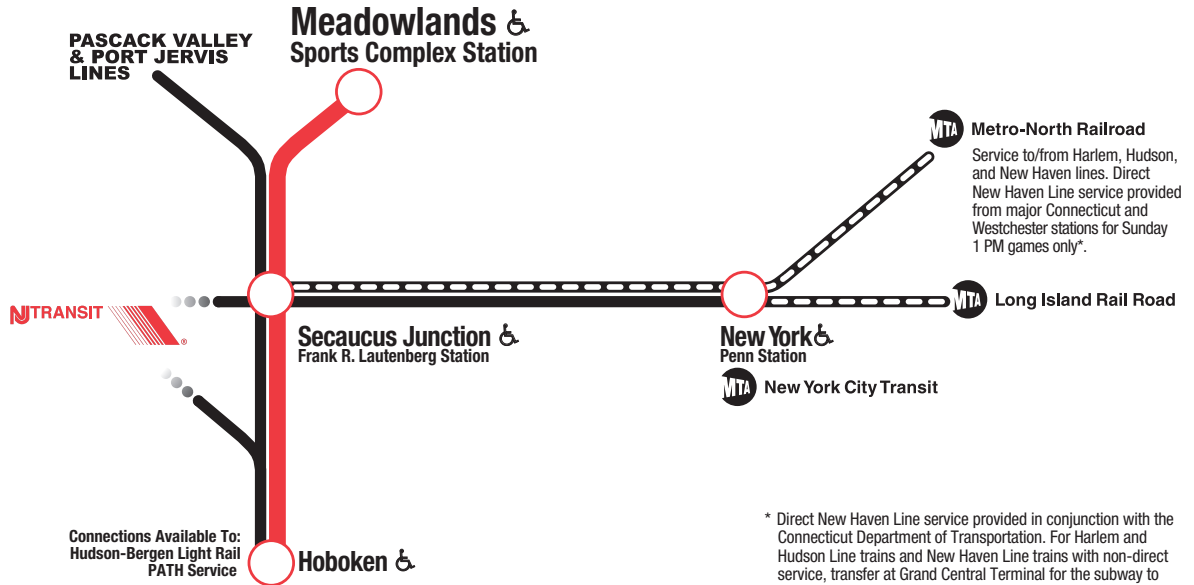 Meadowlands
Sports Complex Station
PASCACK VALLEY
& PORT JERVIS
LINES
MTA Metro-North Railroad
Service to/from Harlem, Hudson,
and New Haven lines. Direct
New Haven Line service provided
from major Connecticut and
Westchester stations for Sunday
1 PM games only*.
NJ TRANSIT ®
MTA Long Island Rail Road
Secaucus Junction
Frank R. Lautenberg Station
New York
Penn Station
MTA New York City Transit
Connections Available To:
Hudson-Bergen Light Rail
PATH Service
Hoboken
* Direct New Haven Line service provided in conjunction with the
Connecticut Department of Transportation. For Harlem and
Hudson Line trains and New Haven Line trains with non-direct
service, transfer at Grand Central Terminal for the subway to